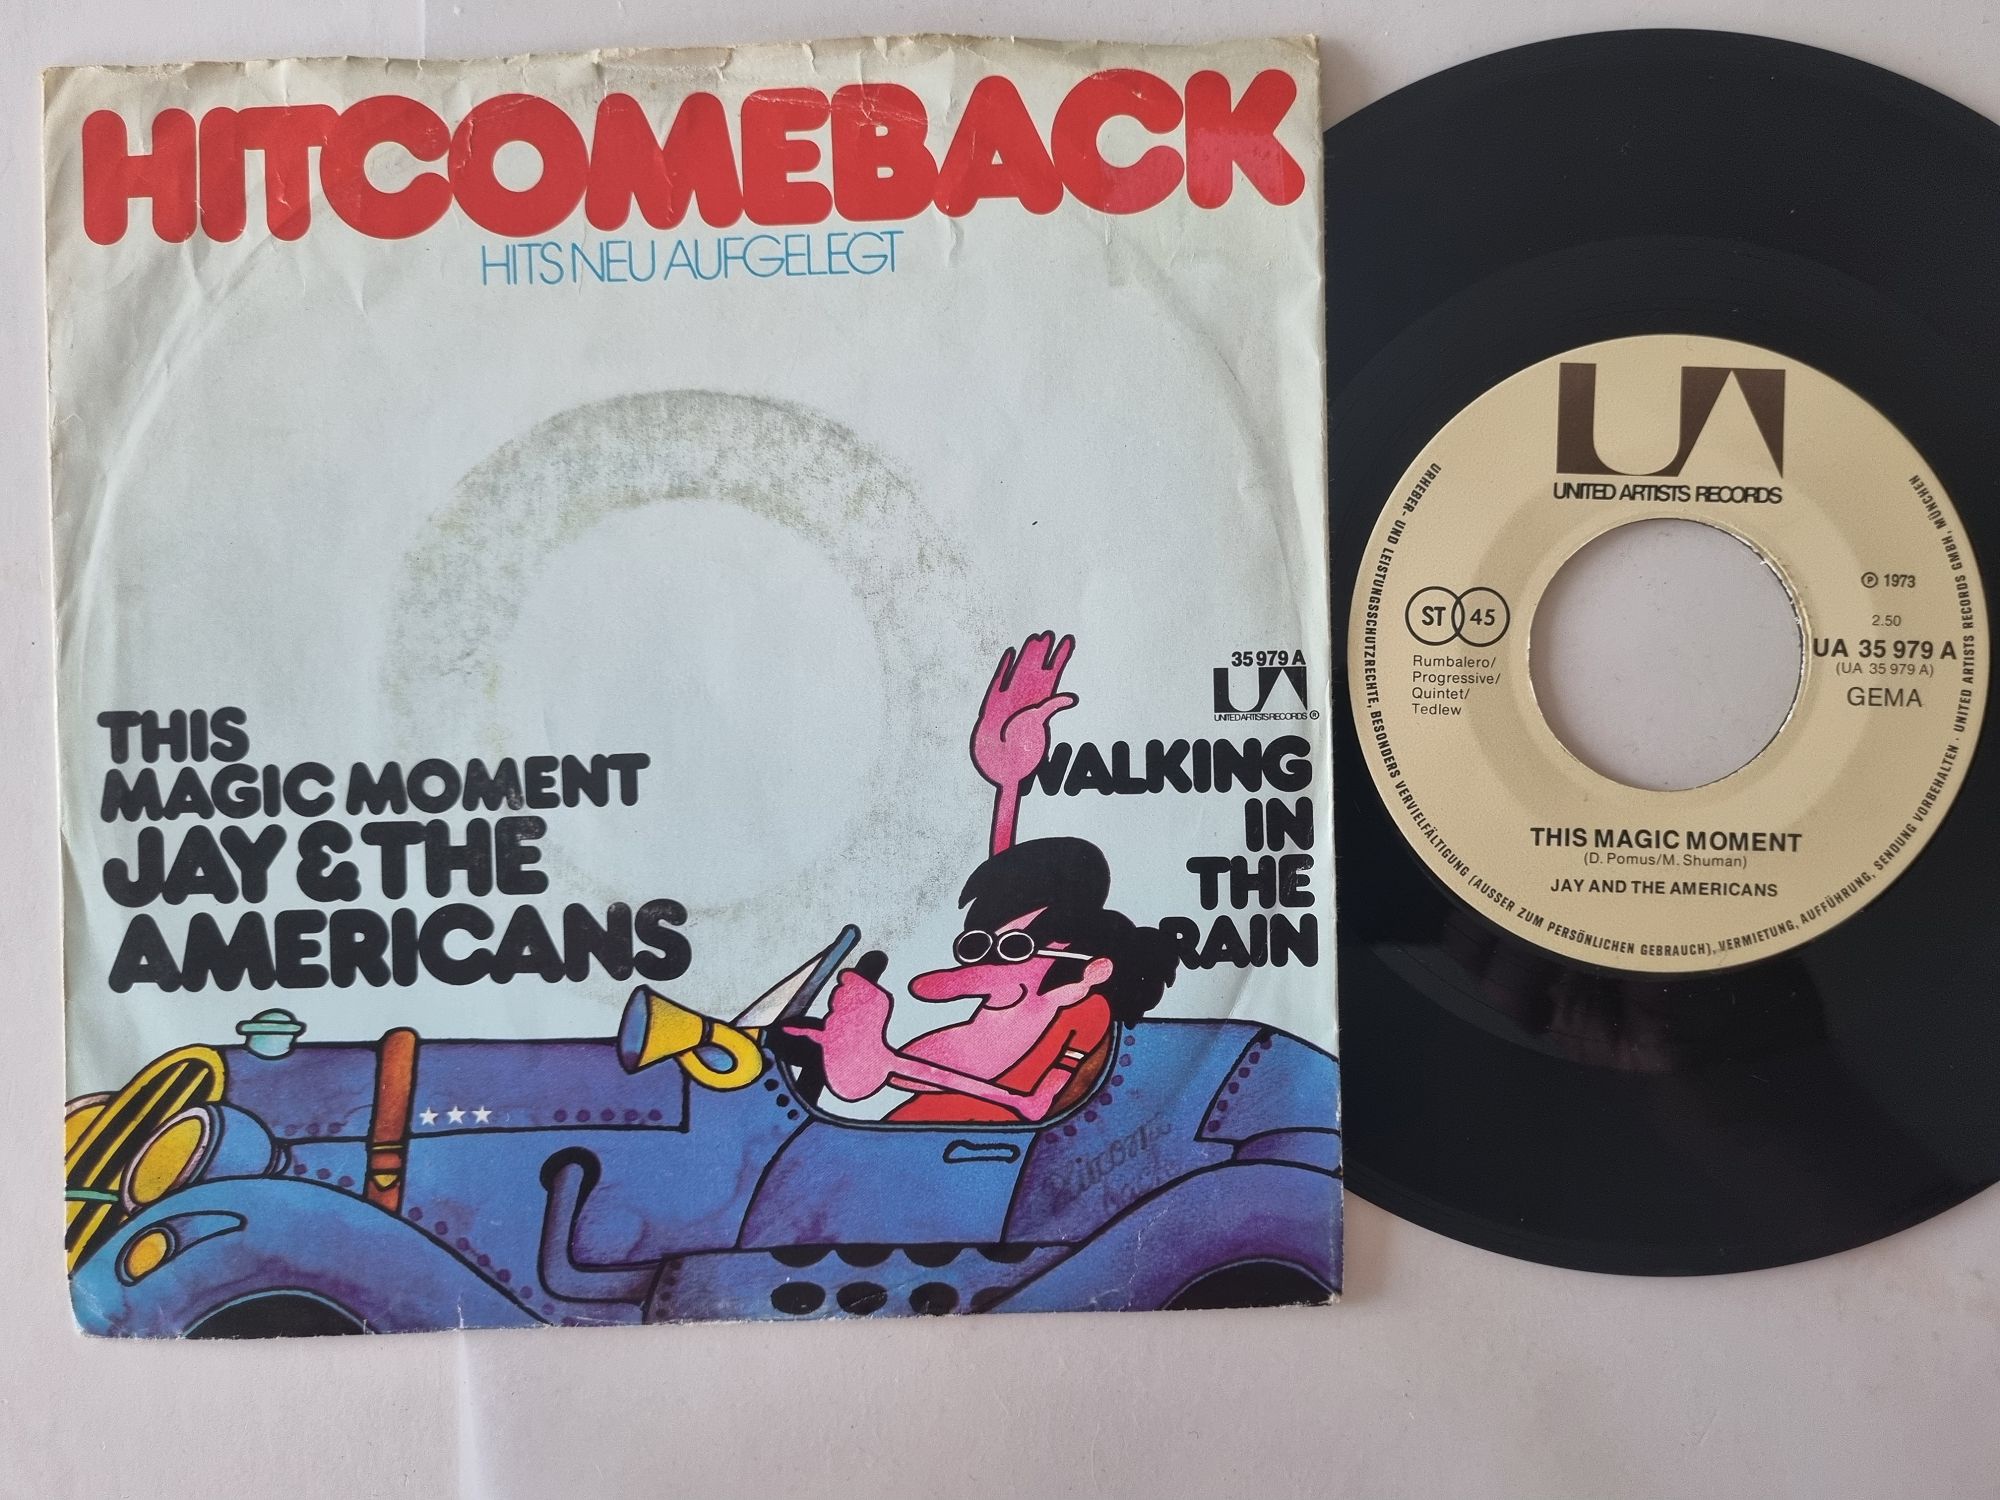 HITCOMEBACK
HITS NEU AUFGELEGT
35 979 A
UNITED ARTISTS RECORDS ®
THIS
MAGIC MOMENT
JAY & THE
AMERICANS
WALKING
IN
THE
RAIN
UA
UNITED ARTISTS RECORDS
℗ 1973
2.50
UA 35 979 A
(UA 35 979 A)
GEMA
ST 45
Rumbalero/
Progressive/
Quintet/
Tedlew
THIS MAGIC MOMENT
(D. Pomus/M. Shuman)
JAY AND THE AMERICANS
URHEBER- UND LEISTUNGSSCHUTZRECHTE, BESONDERS VERVIELFÄLTIGUNG (AUSSER ZUM PERSÖNLICHEN GEBRAUCH), VERMIETUNG, AUFFÜHRUNG, SENDUNG VORBEHALTEN · UNITED ARTISTS RECORDS GMBH, MÜNCHEN